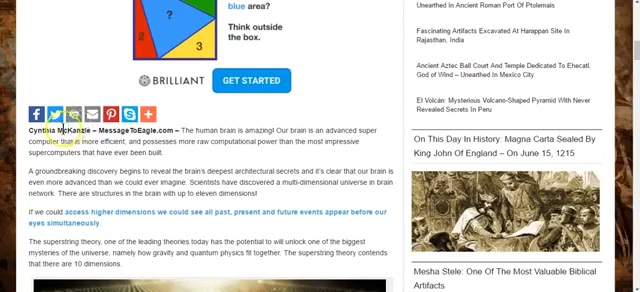 blue area?
Think outside
the box.
?
2
3
BRILLIANT
GET STARTED
Cynthia McKanzie – MessageToEagle.com – The human brain is amazing! Our brain is an advanced super
computer that is more efficient, and possesses more raw computational power than the most impressive
supercomputers that have ever been built.
A groundbreaking discovery begins to reveal the brain's deepest architectural secrets and it's clear that our brain is
even more advanced than we could ever imagine. Scientists have discovered a multi-dimensional universe in brain
network. There are structures in the brain with up to eleven dimensions!
If we could access higher dimensions we could see all past, present and future events appear before our
eyes simultaneously.
The superstring theory, one of the leading theories today has the potential to will unlock one of the biggest
mysteries of the universe, namely how gravity and quantum physics fit together. The superstring theory contends
that there are 10 dimensions.
Unearthed In Ancient Roman Port Of Ptolemais
Fascinating Artifacts Excavated At Harappan Site In
Rajasthan, India
Ancient Aztec Ball Court And Temple Dedicated To Ehecatl,
God of Wind – Unearthed In Mexico City
El Volcán: Mysterious Volcano-Shaped Pyramid With Never
Revealed Secrets In Peru
On This Day In History: Magna Carta Sealed By
King John Of England – On June 15, 1215
Mesha Stele: One Of The Most Valuable Biblical
Artifacts